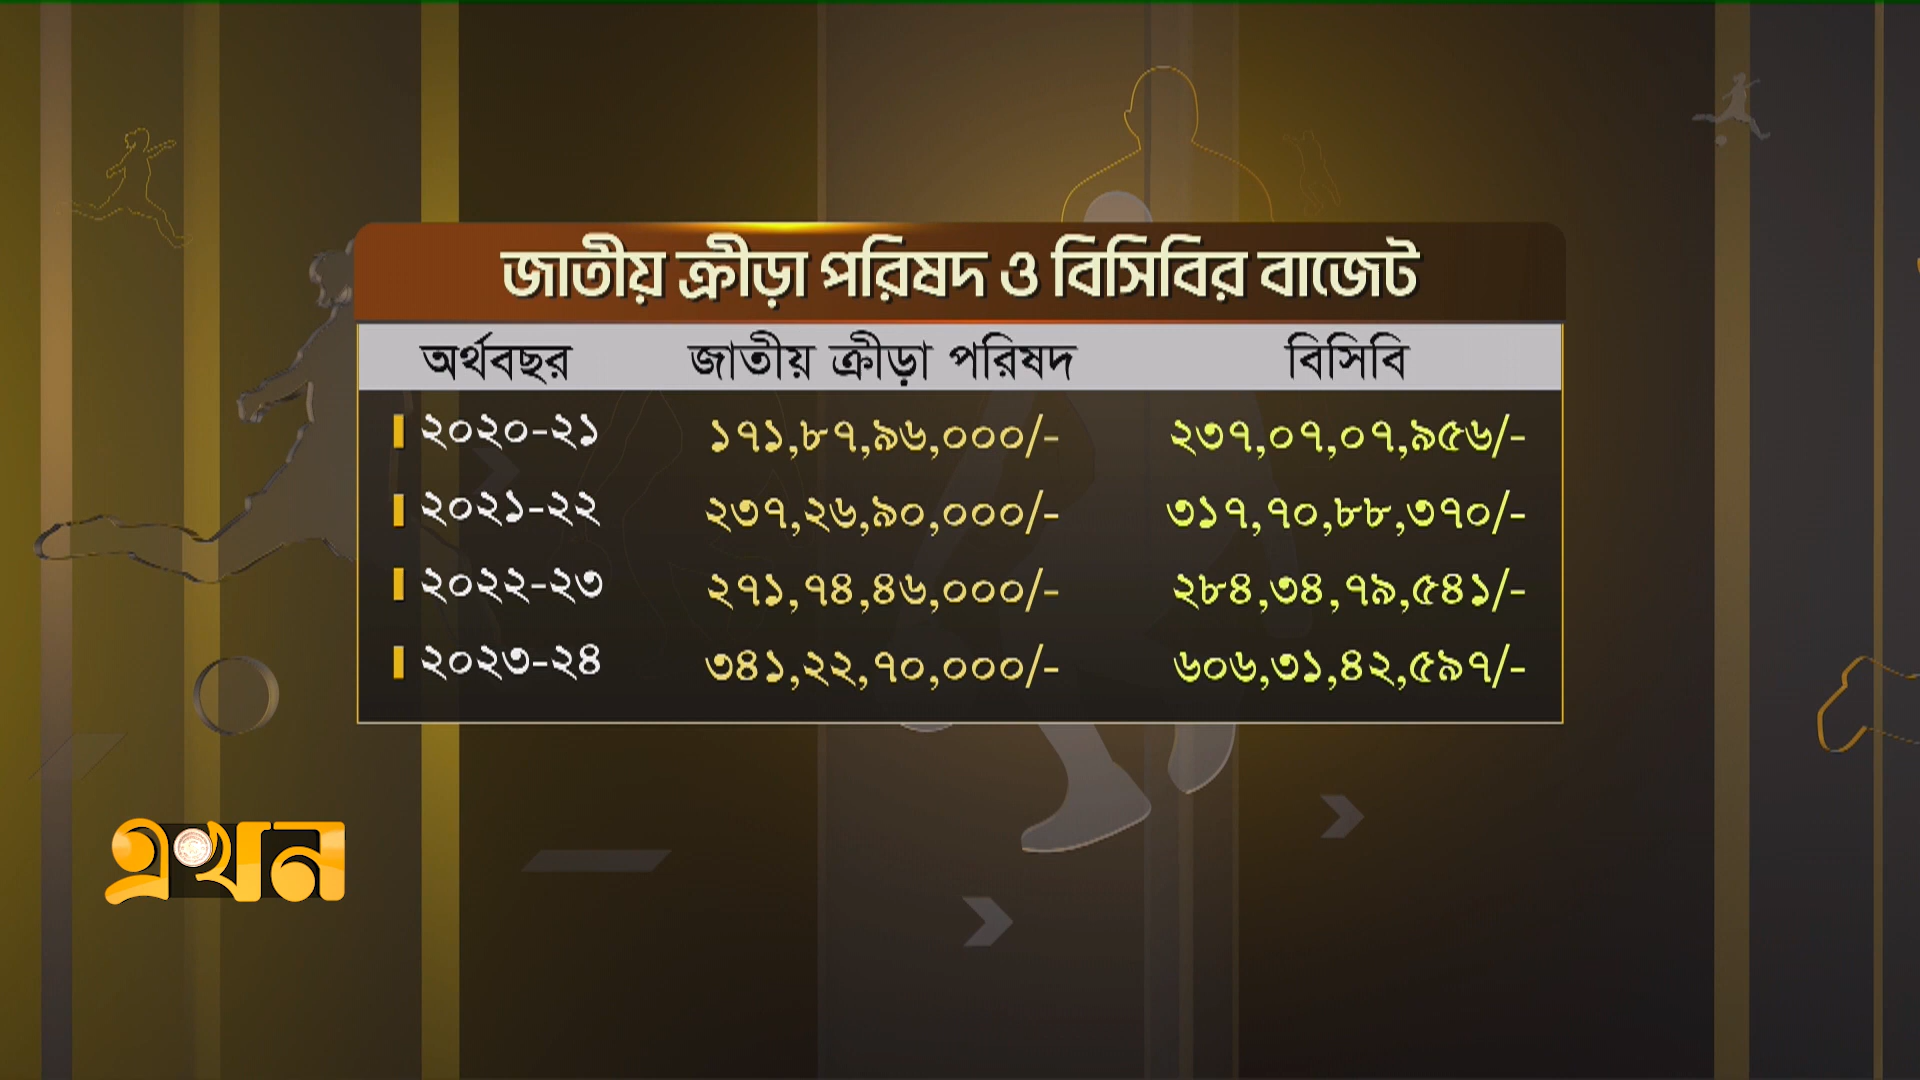 জাতীয় ক্রীড়া পরিষদ ও বিসিবির বাজেট
অর্থবছর জাতীয় ক্রীড়া পরিষদ বিসিবি
২০২০-২১ ১৭১,৮৭,৯৬,০০০/- ২৩৭,০৭,০৭,৯৫৬/-
২০২১-২২ ২৩৭,২৬,৯০,০০০/- ৩১৭,৭০,৮৮,৩৭০/-
২০২২-২৩ ২৭১,৭৪,৪৬,০০০/- ২৮৪,৩৪,৭৯,৫৪১/-
২০২৩-২৪ ৩৪১,২২,৭০,০০০/- ৬০৬,৩১,৪২,৫৯৭/-
এখন